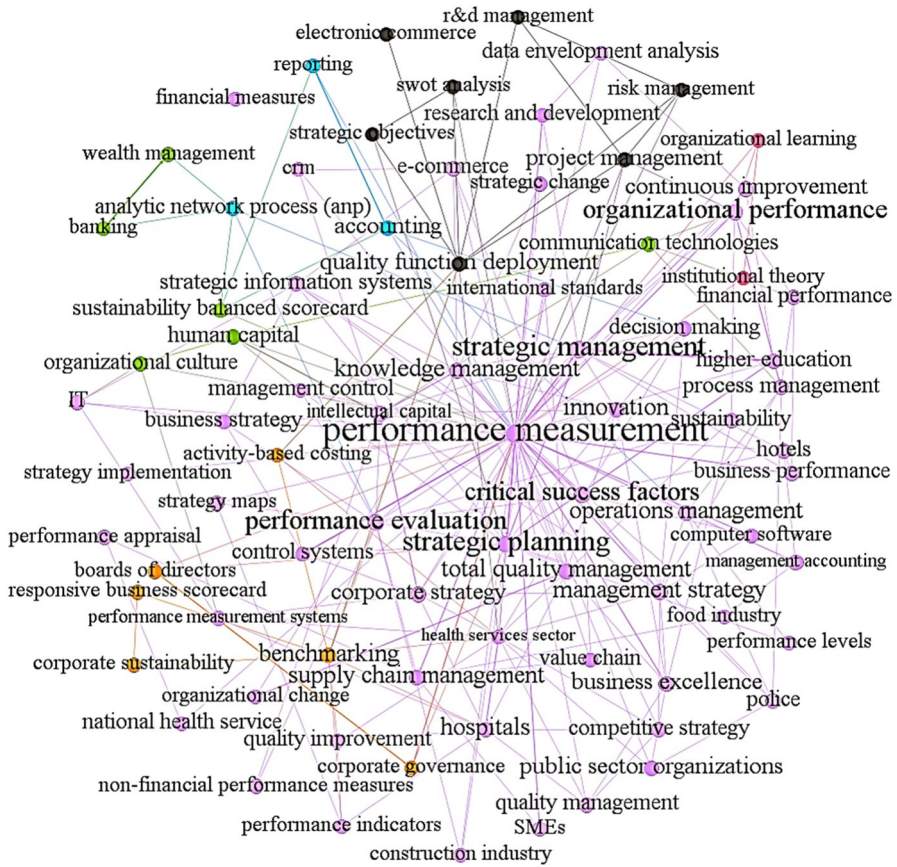 r&d management
electronic commerce
data envelopment analysis
reporting
swot analysis
risk management
financial measures
research and development
strategic objectives
organizational learning
wealth management
crm
e-commerce
project management
strategic change
continuous improvement
analytic network process (anp)
organizational performance
banking
accounting
communication technologies
quality function deployment
strategic information systems
international standards
institutional theory
financial performance
sustainability balanced scorecard
human capital
decision making
strategic management
organizational culture
knowledge management
higher education
management control
process management
IT
business strategy
intellectual capital
innovation
sustainability
performance measurement
activity-based costing
hotels
strategy implementation
business performance
strategy maps
critical success factors
operations management
performance evaluation
performance appraisal
computer software
control systems
strategic planning
management accounting
boards of directors
total quality management
responsive business scorecard
corporate strategy
management strategy
performance measurement systems
food industry
health services sector
performance levels
corporate sustainability
benchmarking
value chain
supply chain management
business excellence
organizational change
police
national health service
hospitals
competitive strategy
quality improvement
corporate governance
public sector organizations
non-financial performance measures
quality management
performance indicators
SMEs
construction industry